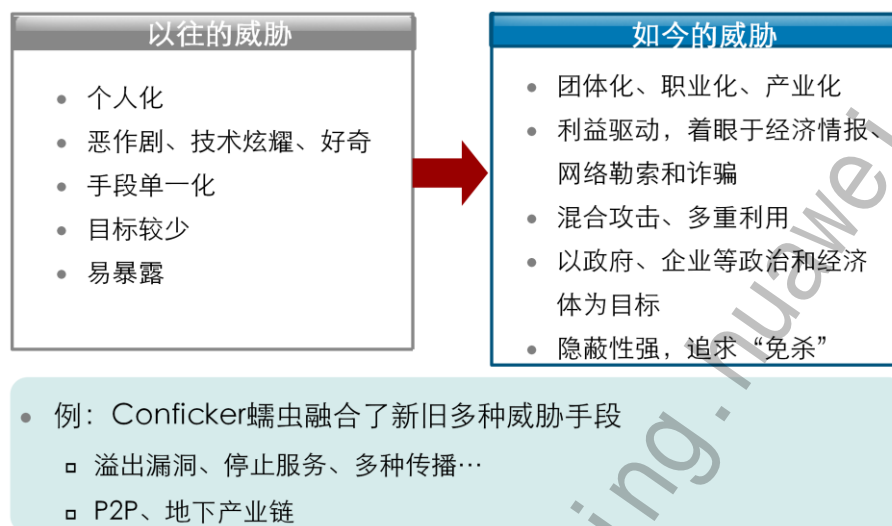 以往的威胁
• 个人化
• 恶作剧、技术炫耀、好奇
• 手段单一化
• 目标较少
• 易暴露
如今的威胁
• 团体化、职业化、产业化
• 利益驱动，着眼于经济情报、
网络勒索和诈骗
• 混合攻击、多重利用
• 以政府、企业等政治和经济
体为目标
• 隐蔽性强，追求“免杀”
• 例：Conficker蠕虫融合了新旧多种威胁手段
▫ 溢出漏洞、停止服务、多种传播…
▫ P2P、地下产业链
ing.huawei